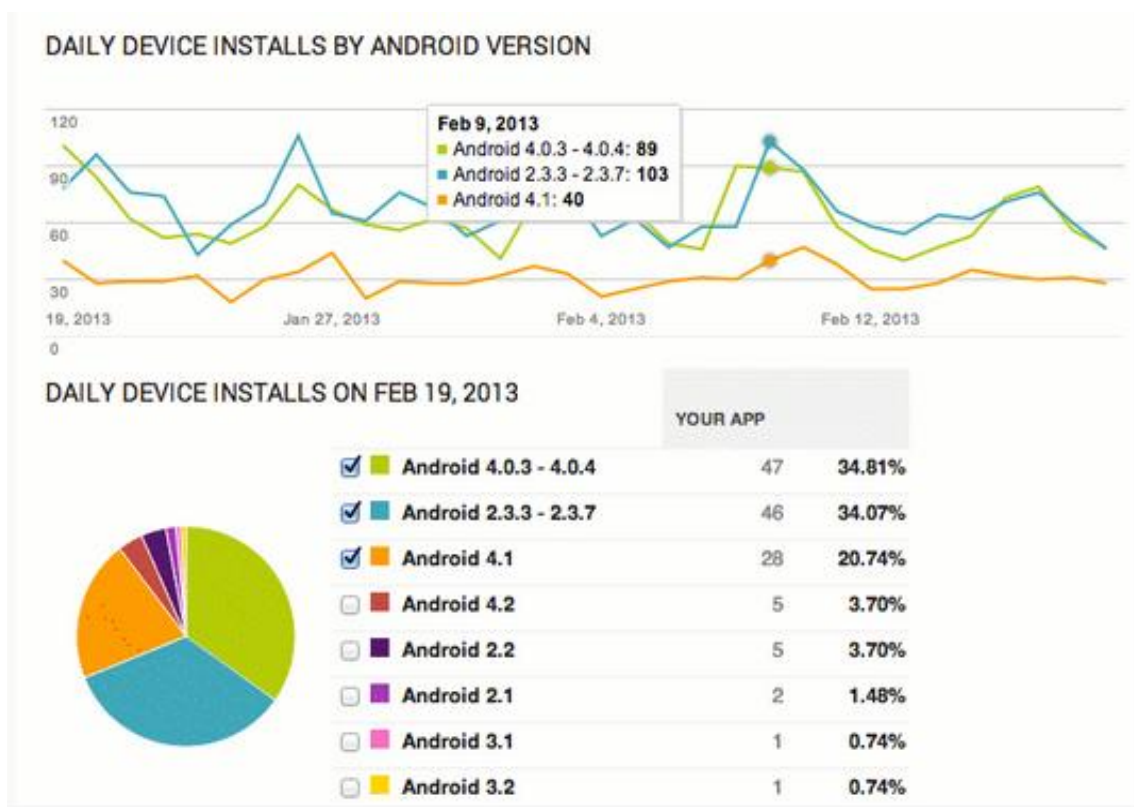 DAILY DEVICE INSTALLS BY ANDROID VERSION
120
90
60
30
0
Feb 9, 2013
Android 4.0.3 - 4.0.4: 89
Android 2.3.3 - 2.3.7: 103
Android 4.1: 40
19, 2013 Jan 27, 2013 Feb 4, 2013 Feb 12, 2013
DAILY DEVICE INSTALLS ON FEB 19, 2013
YOUR APP
Android 4.0.3 - 4.0.4 47 34.81%
Android 2.3.3 - 2.3.7 46 34.07%
Android 4.1 28 20.74%
Android 4.2 5 3.70%
Android 2.2 5 3.70%
Android 2.1 2 1.48%
Android 3.1 1 0.74%
Android 3.2 1 0.74%